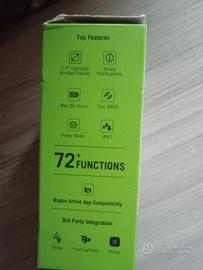 Top Features
2.3" Optically
Bonded Display
Smart
Notifications
Max 33 Hours
Full GNSS
Power Meter
IPX7
72+
FUNCTIONS
Bryton Active App Compatibility
3rd Party Integration
Strava
TrainingPeaks